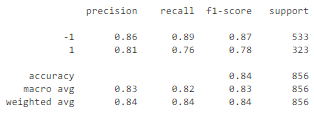 precision recall f1-score support
-1 0.86 0.89 0.87 533
1 0.81 0.76 0.78 323
accuracy 0.84 856
macro avg 0.83 0.82 0.83 856
weighted avg 0.84 0.84 0.84 856